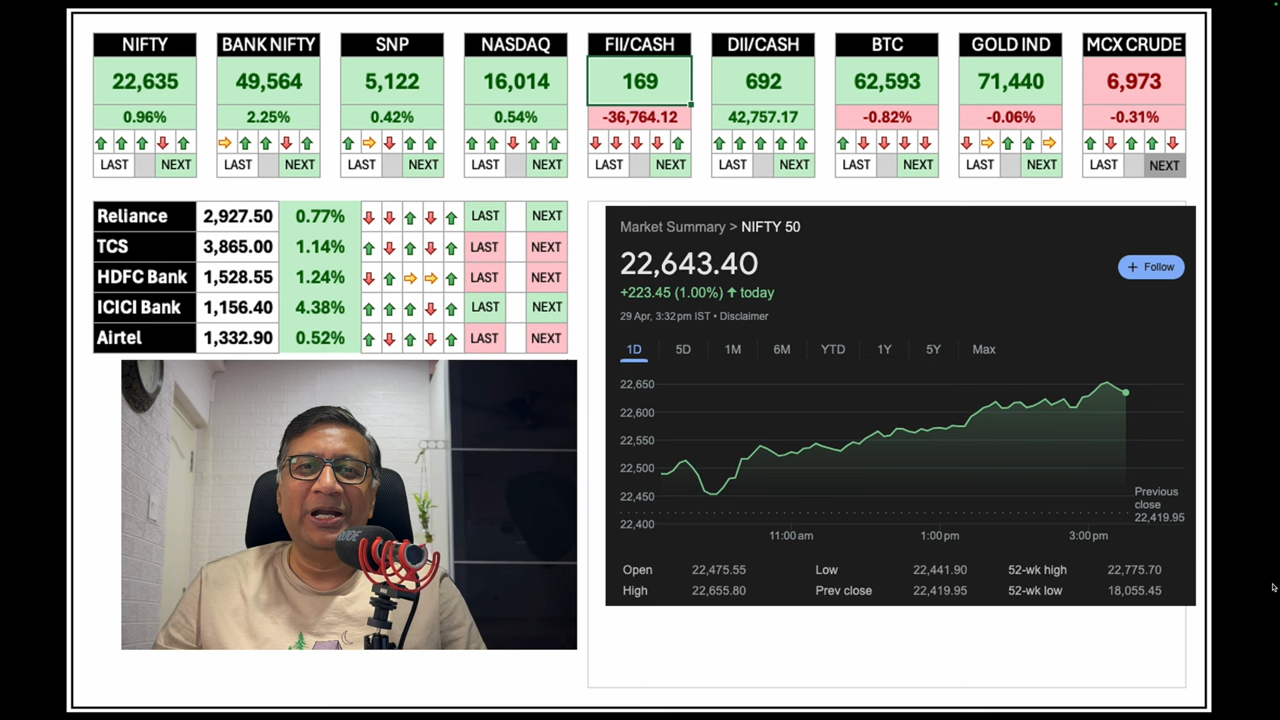 NIFTY
22,635
0.96%
LAST NEXT
BANK NIFTY
49,564
2.25%
LAST NEXT
SNP
5,122
0.42%
LAST NEXT
NASDAQ
16,014
0.54%
LAST NEXT
FII/CASH
169
-36,764.12
LAST NEXT
DII/CASH
692
42,757.17
LAST NEXT
BTC
62,593
-0.82%
LAST NEXT
GOLD IND
71,440
-0.06%
LAST NEXT
MCX CRUDE
6,973
-0.31%
LAST NEXT
Reliance 2,927.50 0.77% LAST NEXT
TCS 3,865.00 1.14% LAST NEXT
HDFC Bank 1,528.55 1.24% LAST NEXT
ICICI Bank 1,156.40 4.38% LAST NEXT
Airtel 1,332.90 0.52% LAST NEXT
RODE
Market Summary > NIFTY 50
22,643.40
+ Follow
+223.45 (1.00%) ↑ today
29 Apr, 3:32 pm IST • Disclaimer
1D 5D 1M 6M YTD 1Y 5Y Max
22,650
22,600
22,550
22,500
22,450
22,400
Previous
close
22,419.95
11:00 am 1:00 pm 3:00 pm
Open 22,475.55 Low 22,441.90 52-wk high 22,775.70
High 22,655.80 Prev close 22,419.95 52-wk low 18,055.45